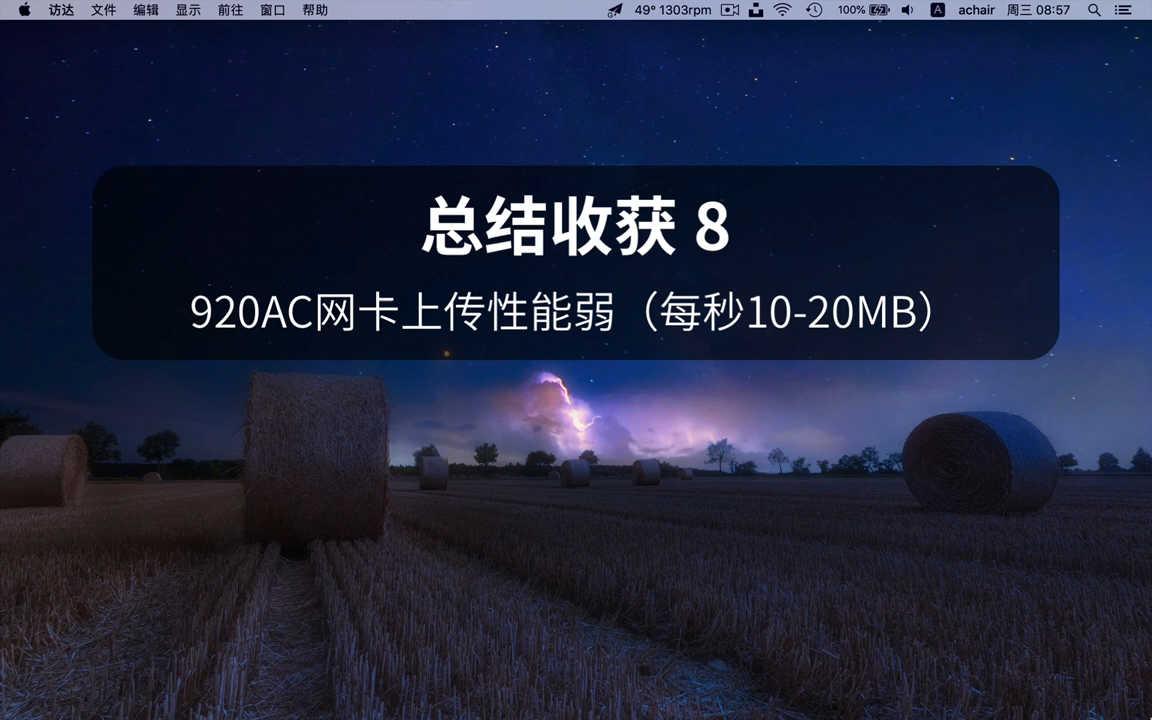 访达 文件 编辑 显示 前往 窗口 帮助 49° 1303rpm 100% A achair 周三 08:57
总结收获 8
920AC网卡上传性能弱（每秒10-20MB）